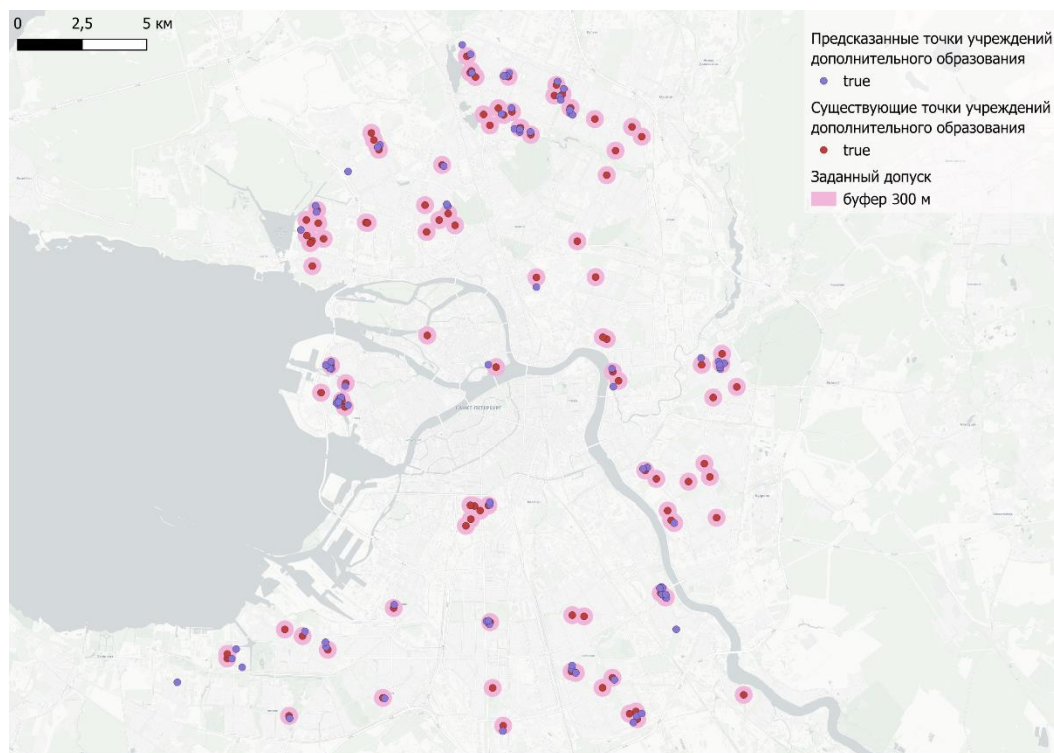 0 2,5 5 км
Предсказанные точки учреждений
дополнительного образования
true
Существующие точки учреждений
дополнительного образования
true
Заданный допуск
буфер 300 м
САНКТ-ПЕТЕРБУРГ